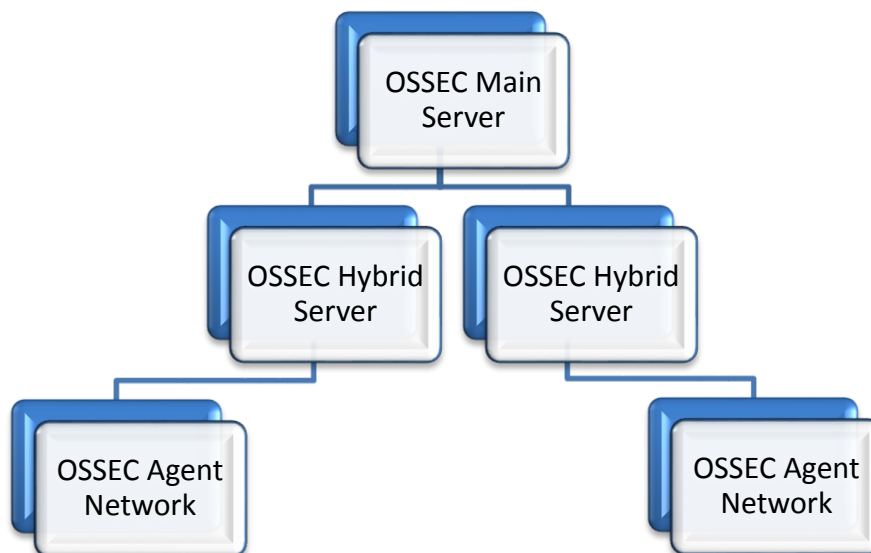 OSSEC Main
Server
OSSEC Hybrid
Server
OSSEC Hybrid
Server
OSSEC Agent
Network
OSSEC Agent
Network